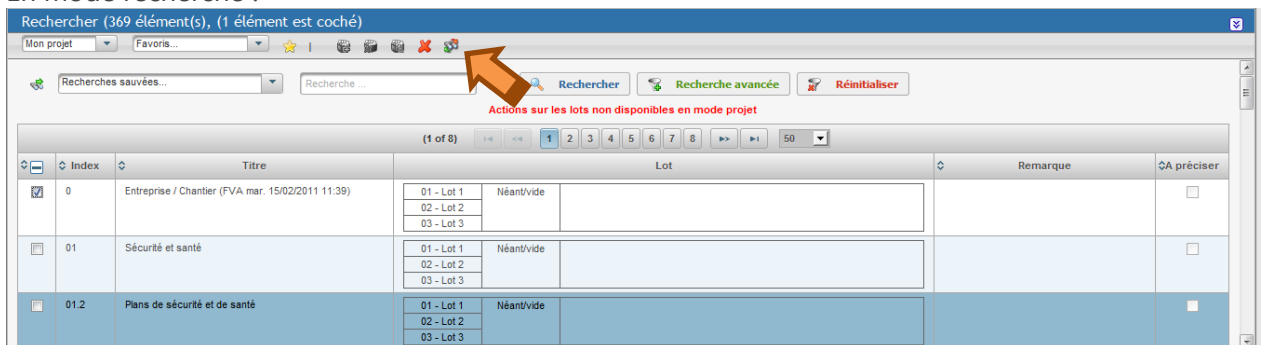 En mode recherche :
Rechercher (369 élément(s), (1 élément est coché)
Mon projet Favoris...
Recherches sauvées... Recherche ... Rechercher Recherche avancée Réinitialiser
Actions sur les lots non disponibles en mode projet
(1 of 8) 1 2 3 4 5 6 7 8 50
Index Titre Lot Remarque A préciser
0 Entreprise / Chantier (FVA mar. 15/02/2011 11:39) 01 - Lot 1 Néant/vide
02 - Lot 2
03 - Lot 3
01 Sécurité et santé 01 - Lot 1 Néant/vide
02 - Lot 2
03 - Lot 3
01.2 Plans de sécurité et de santé 01 - Lot 1 Néant/vide
02 - Lot 2
03 - Lot 3